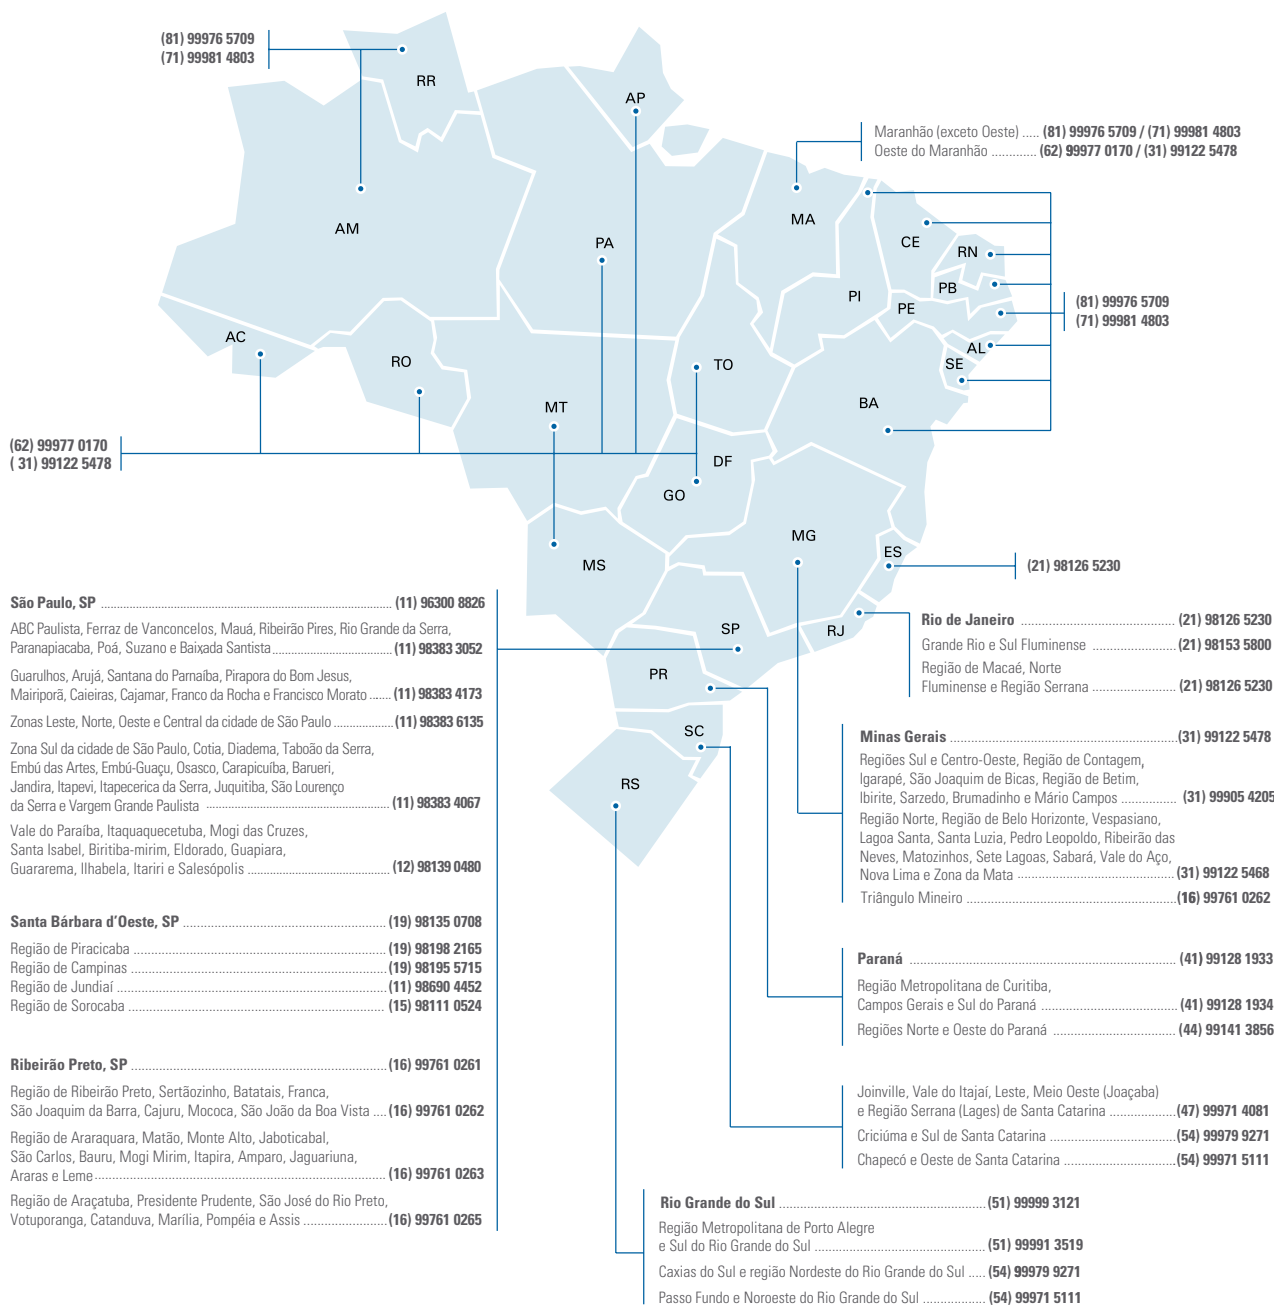 (81) 99976 5709
(71) 99981 4803
RR
AP
Maranhão (exceto Oeste) ..... (81) 99976 5709 / (71) 99981 4803
Oeste do Maranhão ............. (62) 99977 0170 / (31) 99122 5478
AM
PA
MA
CE
RN
PI
PB
PE
(81) 99976 5709
(71) 99981 4803
AC
RO
TO
AL
SE
MT
BA
(62) 99977 0170
( 31) 99122 5478
DF
GO
MG
ES
MS
(21) 98126 5230
SP
RJ
PR
SC
RS
São Paulo, SP ........ (11) 96300 8826
ABC Paulista, Ferraz de Vanconcelos, Mauá, Ribeirão Pires, Rio Grande da Serra,
Paranapiacaba, Poá, Suzano e Baixada Santista ........ (11) 98383 3052
Guarulhos, Arujá, Santana do Parnaíba, Pirapora do Bom Jesus,
Mairiporã, Caieiras, Cajamar, Franco da Rocha e Francisco Morato ....... (11) 98383 4173
Zonas Leste, Norte, Oeste e Central da cidade de São Paulo ........ (11) 98383 6135
Zona Sul da cidade de São Paulo, Cotia, Diadema, Taboão da Serra,
Embú das Artes, Embú-Guaçu, Osasco, Carapicuíba, Barueri,
Jandira, Itapevi, Itapecerica da Serra, Juquitiba, São Lourenço
da Serra e Vargem Grande Paulista ........ (11) 98383 4067
Vale do Paraíba, Itaquaquecetuba, Mogi das Cruzes,
Santa Isabel, Biritiba-mirim, Eldorado, Guapiara,
Guararema, Ilhabela, Itariri e Salesópolis ........ (12) 98139 0480
Santa Bárbara d'Oeste, SP ........ (19) 98135 0708
Região de Piracicaba ........ (19) 98198 2165
Região de Campinas ........ (19) 98195 5715
Região de Jundiaí ........ (11) 98690 4452
Região de Sorocaba ........ (15) 98111 0524
Ribeirão Preto, SP ........ (16) 99761 0261
Região de Ribeirão Preto, Sertãozinho, Batatais, Franca,
São Joaquim da Barra, Cajuru, Mococa, São João da Boa Vista .... (16) 99761 0262
Região de Araraquara, Matão, Monte Alto, Jaboticabal,
São Carlos, Bauru, Mogi Mirim, Itapira, Amparo, Jaguariuna,
Araras e Leme ........ (16) 99761 0263
Região de Araçatuba, Presidente Prudente, São José do Rio Preto,
Votuporanga, Catanduva, Marília, Pompéia e Assis ........ (16) 99761 0265
Rio de Janeiro ........ (21) 98126 5230
Grande Rio e Sul Fluminense ........ (21) 98153 5800
Região de Macaé, Norte
Fluminense e Região Serrana ........ (21) 98126 5230
Minas Gerais ........ (31) 99122 5478
Regiões Sul e Centro-Oeste, Região de Contagem,
Igarapé, São Joaquim de Bicas, Região de Betim,
Ibirite, Sarzedo, Brumadinho e Mário Campos ........ (31) 99905 4205
Região Norte, Região de Belo Horizonte, Vespasiano,
Lagoa Santa, Santa Luzia, Pedro Leopoldo, Ribeirão das
Neves, Matozinhos, Sete Lagoas, Sabará, Vale do Aço,
Nova Lima e Zona da Mata ........ (31) 99122 5468
Triângulo Mineiro ........ (16) 99761 0262
Paraná ........ (41) 99128 1933
Região Metropolitana de Curitiba,
Campos Gerais e Sul do Paraná ........ (41) 99128 1934
Regiões Norte e Oeste do Paraná ........ (44) 99141 3856
Joinville, Vale do Itajaí, Leste, Meio Oeste (Joaçaba)
e Região Serrana (Lages) de Santa Catarina ........ (47) 99971 4081
Criciúma e Sul de Santa Catarina ........ (54) 99979 9271
Chapecó e Oeste de Santa Catarina ........ (54) 99971 5111
Rio Grande do Sul ........ (51) 99999 3121
Região Metropolitana de Porto Alegre
e Sul do Rio Grande do Sul ........ (51) 99991 3519
Caxias do Sul e região Nordeste do Rio Grande do Sul ..... (54) 99979 9271
Passo Fundo e Noroeste do Rio Grande do Sul ........ (54) 99971 5111